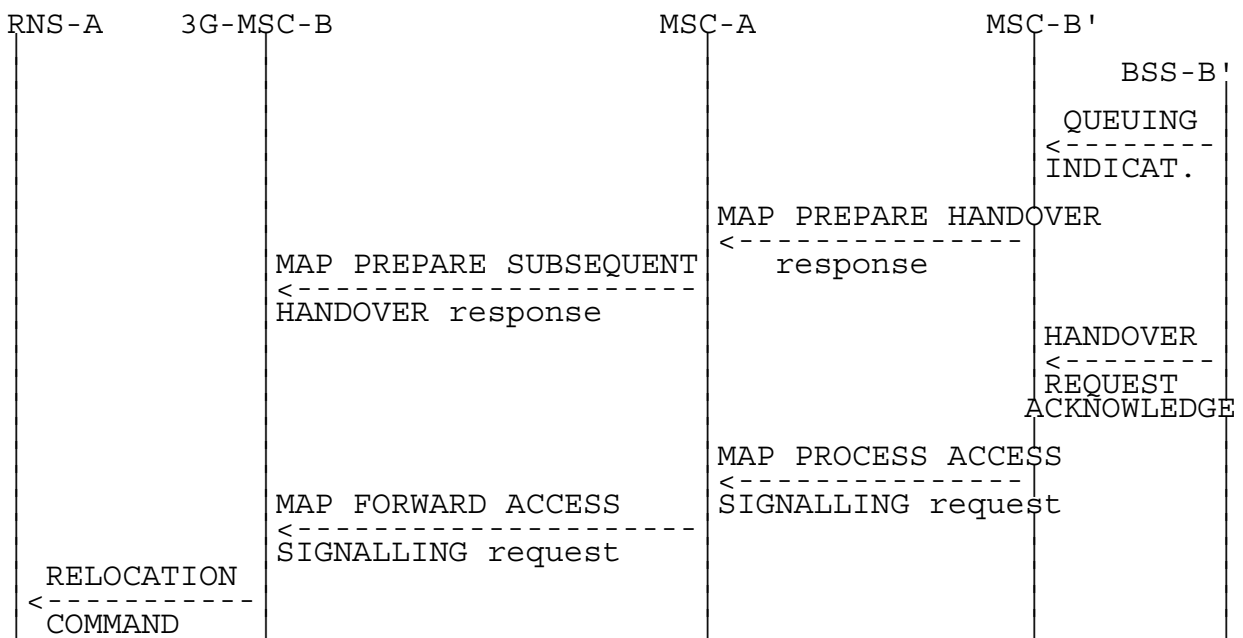 RNS-A 3G-MSC-B MSC-A MSC-B'
BSS-B'
QUEUING
INDICAT.
MAP PREPARE HANDOVER
response
MAP PREPARE SUBSEQUENT
HANDOVER response
HANDOVER
REQUEST
ACKNOWLEDGE
MAP PROCESS ACCESS
SIGNALLING request
MAP FORWARD ACCESS
SIGNALLING request
RELOCATION
COMMAND